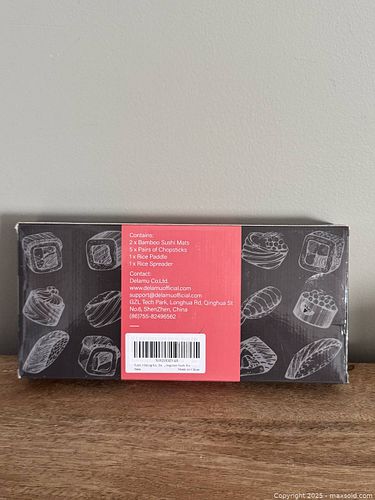 Contains:
2 x Bamboo Sushi Mats
5 x Pairs of Chopsticks
1 x Rice Paddle
1 x Rice Spreader
Contact:
Delamu Co.Ltd.
www.delamuofficial.com
support@delamuofficial.com
GZL Tech Park, Longhua Rd, Qinghua St
No.6, ShenZhen, China
(86)755-82496562
New
Made in China
Copyright © 2025 - maxsold.com